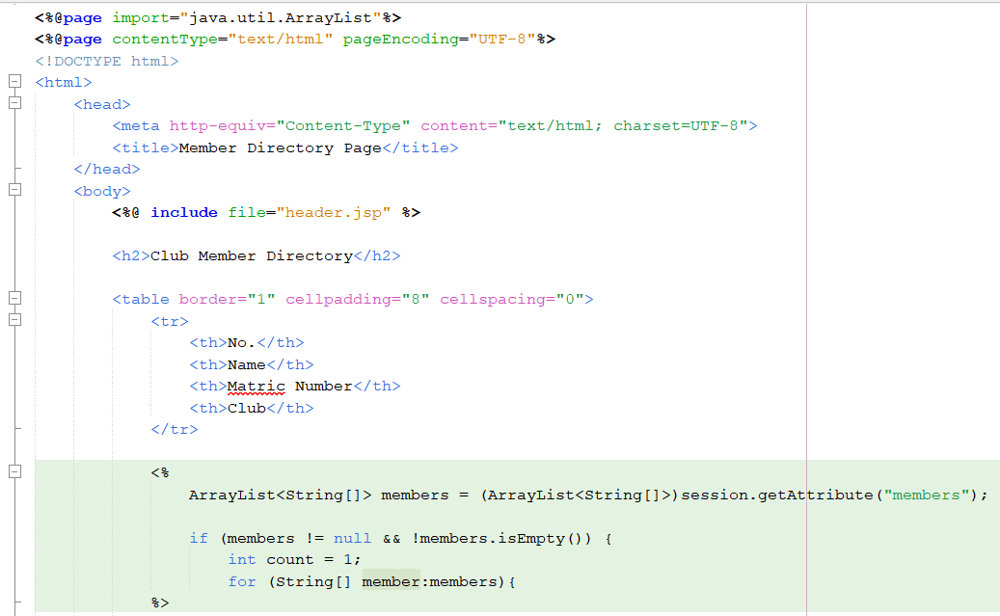 <%@page import="java.util.ArrayList"%>
<%@page contentType="text/html" pageEncoding="UTF-8"%>
<!DOCTYPE html>
<html>
    <head>
        <meta http-equiv="Content-Type" content="text/html; charset=UTF-8">
        <title>Member Directory Page</title>
    </head>
    <body>
        <%@ include file="header.jsp" %>

        <h2>Club Member Directory</h2>

        <table border="1" cellpadding="8" cellspacing="0">
            <tr>
                <th>No.</th>
                <th>Name</th>
                <th>Matric Number</th>
                <th>Club</th>
            </tr>

            <%
                ArrayList<String[]> members = (ArrayList<String[]>)session.getAttribute("members");

                if (members != null && !members.isEmpty()) {
                    int count = 1;
                    for (String[] member:members){
            %>